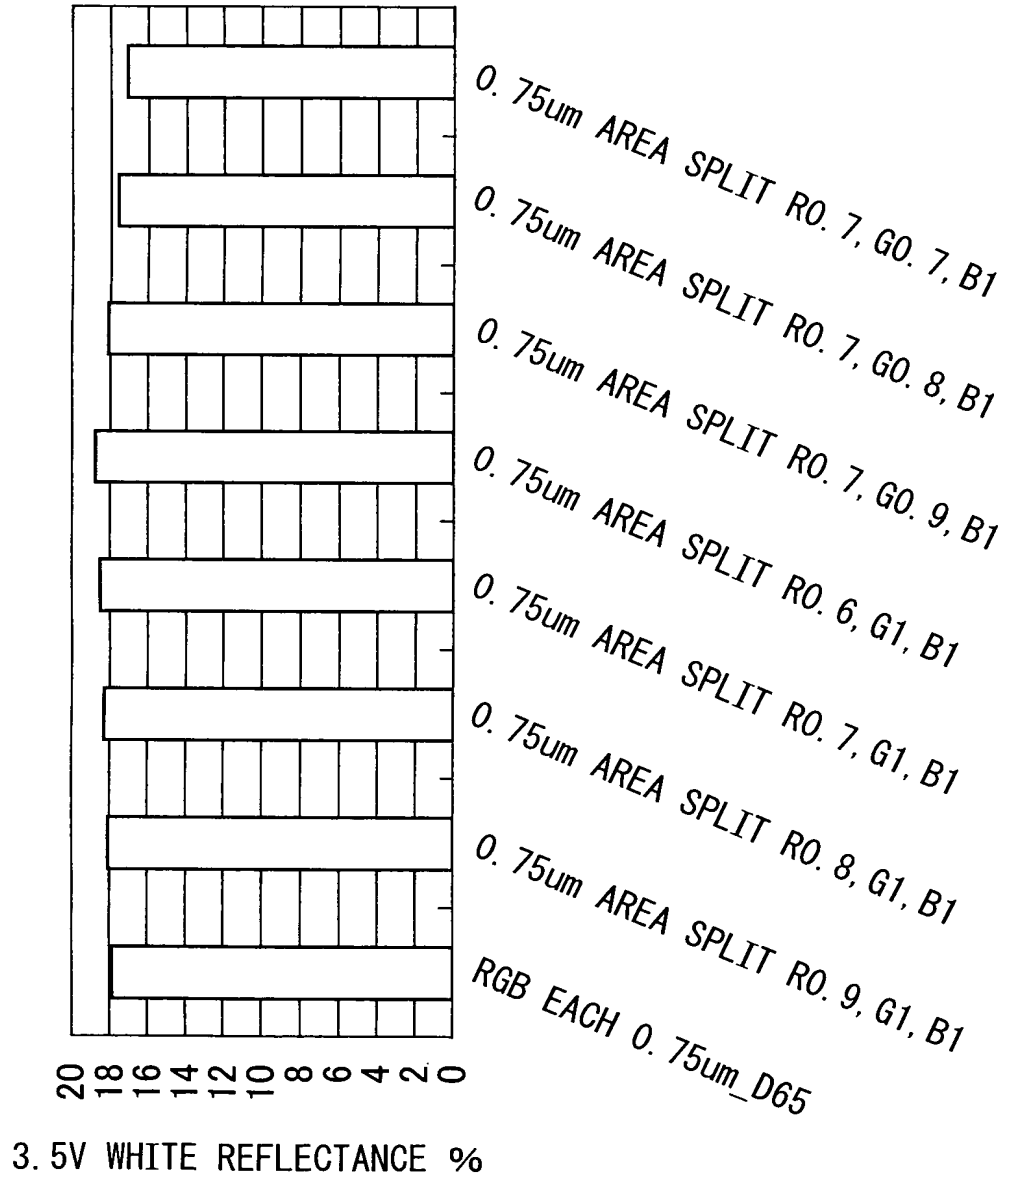 0.75um AREA SPLIT R0.7,G0.7,B1
0.75um AREA SPLIT R0.7,G0.8,B1
0.75um AREA SPLIT R0.7,G0.9,B1
0.75um AREA SPLIT R0.6,G1,B1
0.75um AREA SPLIT R0.7,G1,B1
0.75um AREA SPLIT R0.8,G1,B1
0.75um AREA SPLIT R0.9,G1,B1
RGB EACH 0.75um_D65
20 18 16 14 12 10 8 6 4 2 0
3.5V WHITE REFLECTANCE %